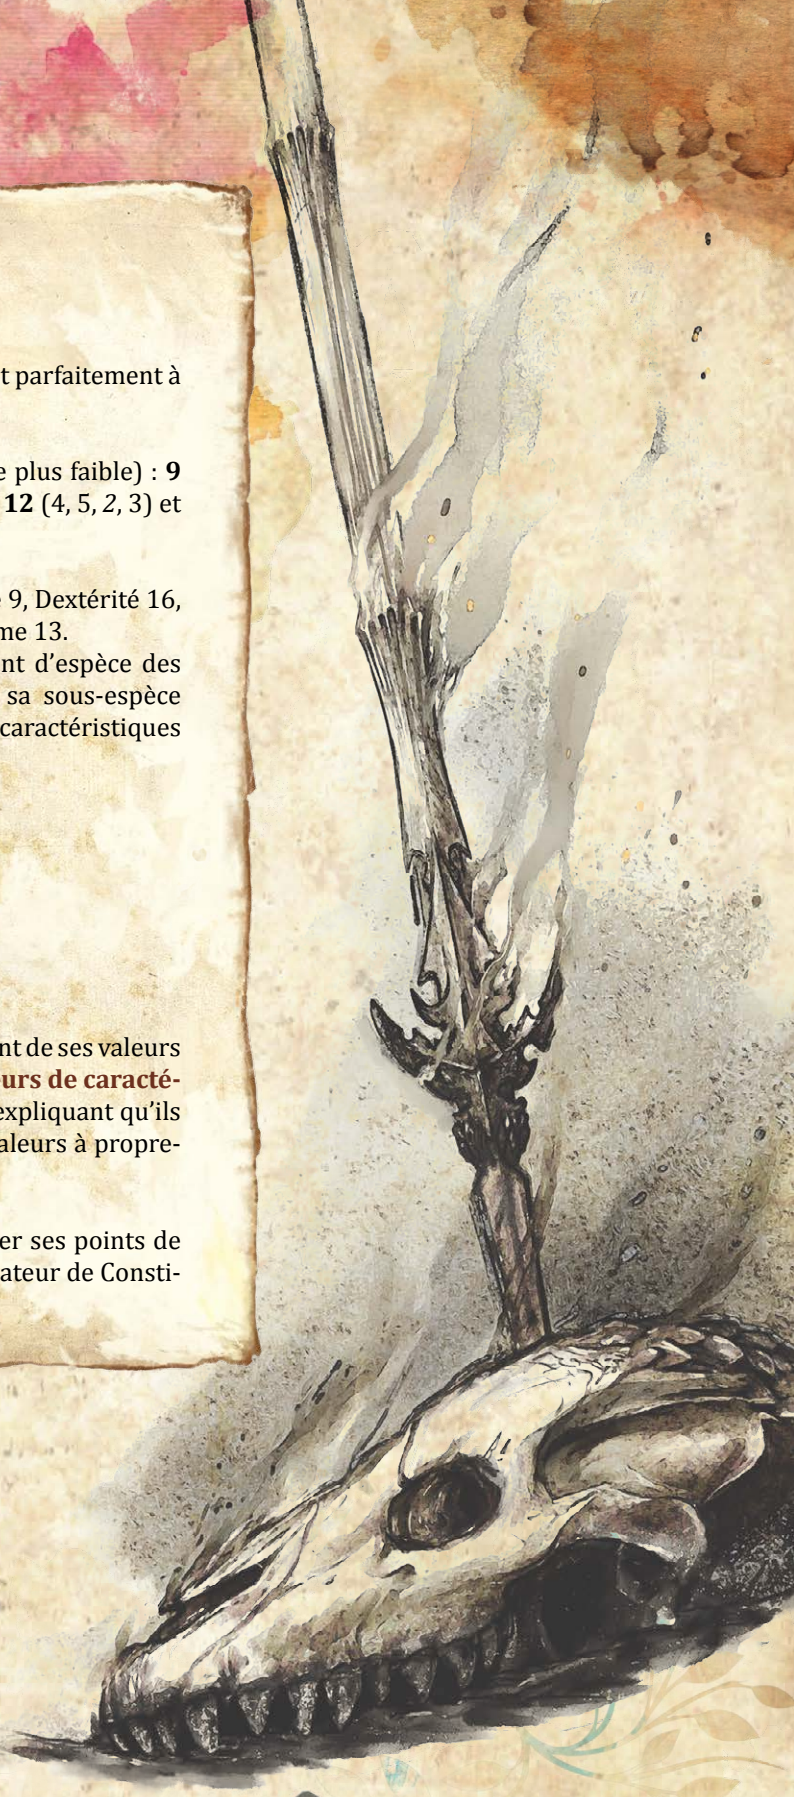 t parfaitement à
e plus faible) : 9
12 (4, 5, 2, 3) et
9, Dextérité 16,
me 13.
nt d’espèce des
sa sous-espèce
caractéristiques
nt de ses valeurs
eurs de caracté-
expliquant qu’ils
aleurs à propre-
er ses points de
ateur de Consti-